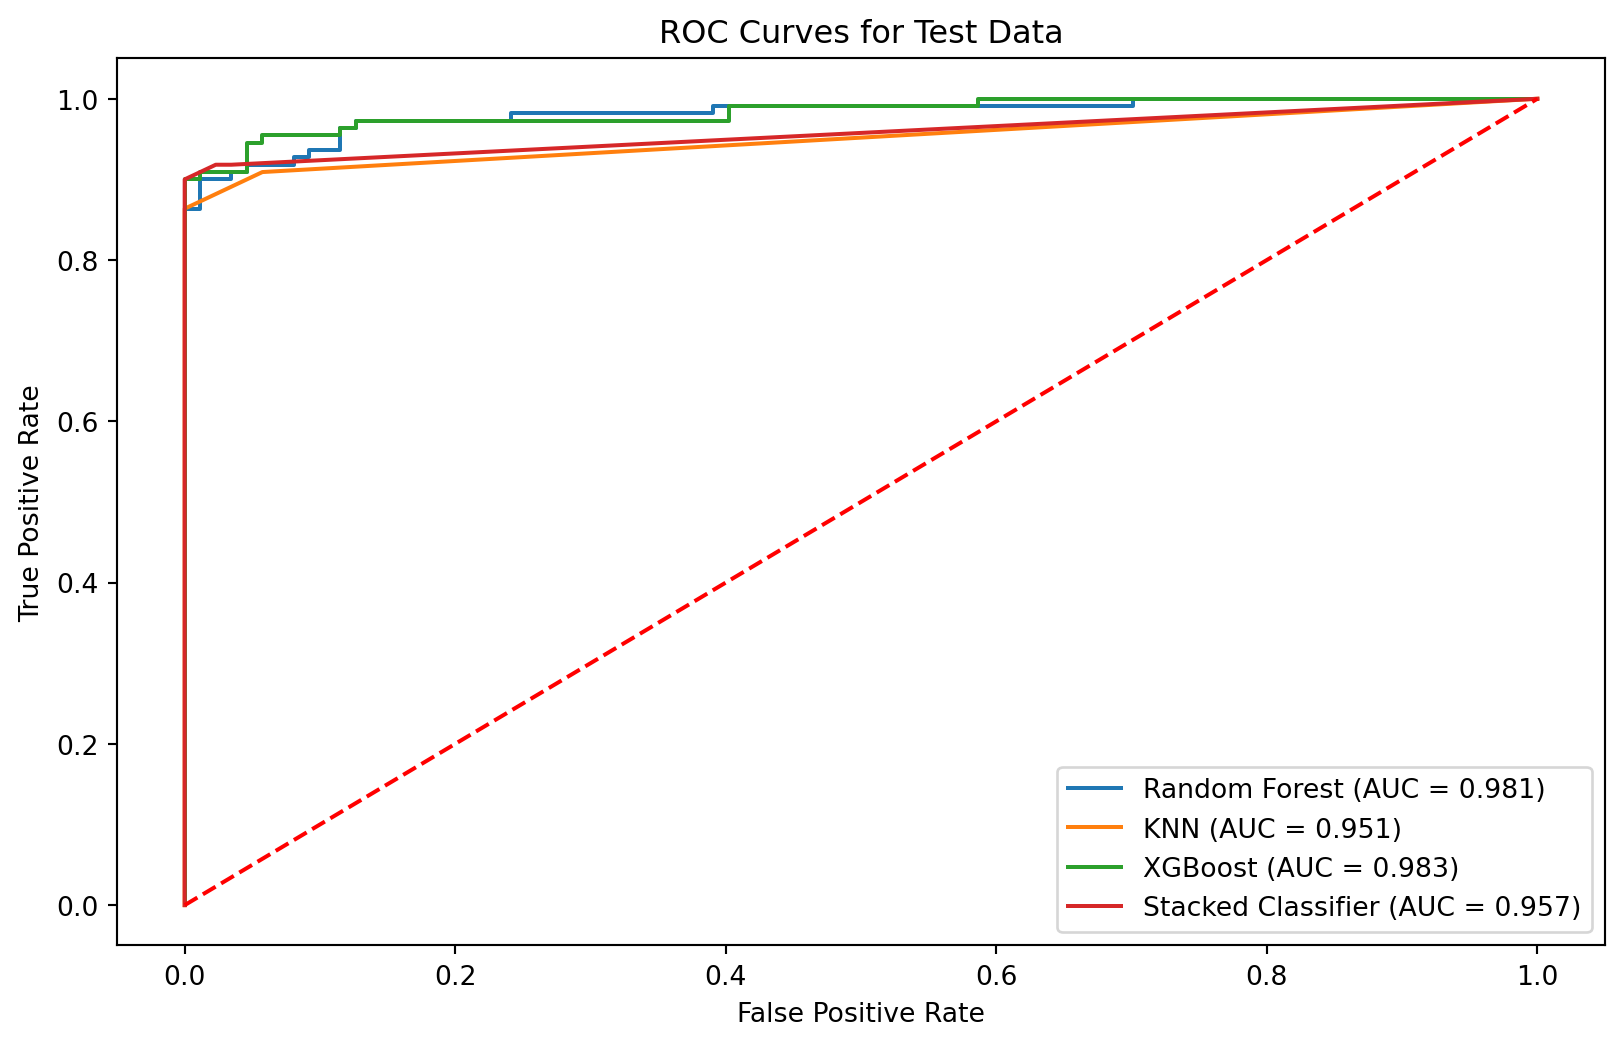 ROC Curves for Test Data
True Positive Rate
1.0
0.8
0.6
0.4
0.2
0.0
Random Forest (AUC = 0.981)
KNN (AUC = 0.951)
XGBoost (AUC = 0.983)
Stacked Classifier (AUC = 0.957)
0.0 0.2 0.4 0.6 0.8 1.0
False Positive Rate